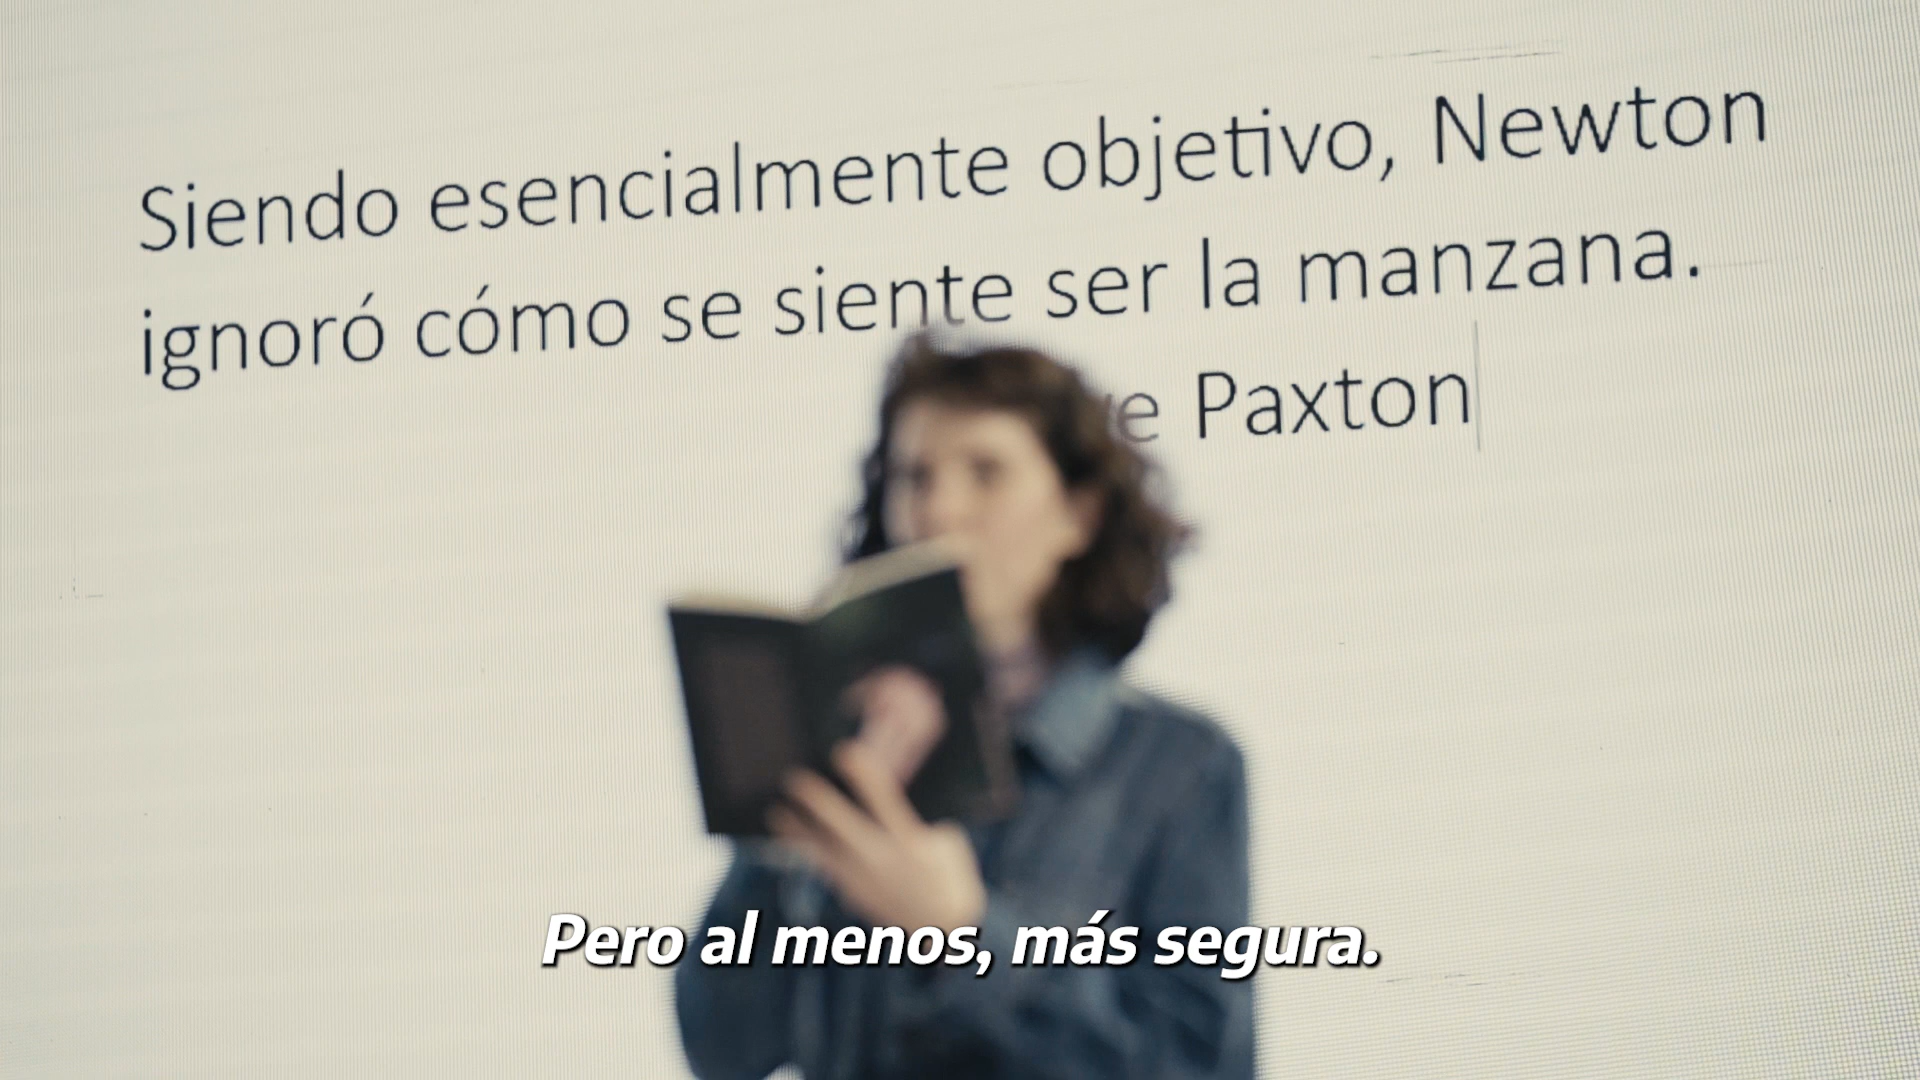 Siendo esencialmente objetivo, Newton
ignoró cómo se siente ser la manzana.
Paxton
Pero al menos, más segura.